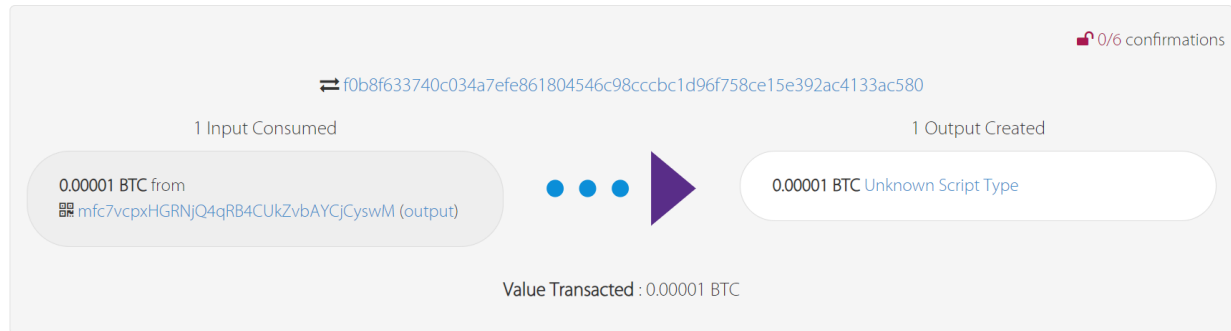 0/6 confirmations
f0b8f633740c034a7efe861804546c98cccbc1d96f758ce15e392ac4133ac580
1 Input Consumed
1 Output Created
0.00001 BTC from
mfc7vcpxHGRNjQ4qRB4CUkZvbAYCjCyswM (output)
0.00001 BTC Unknown Script Type
Value Transacted : 0.00001 BTC